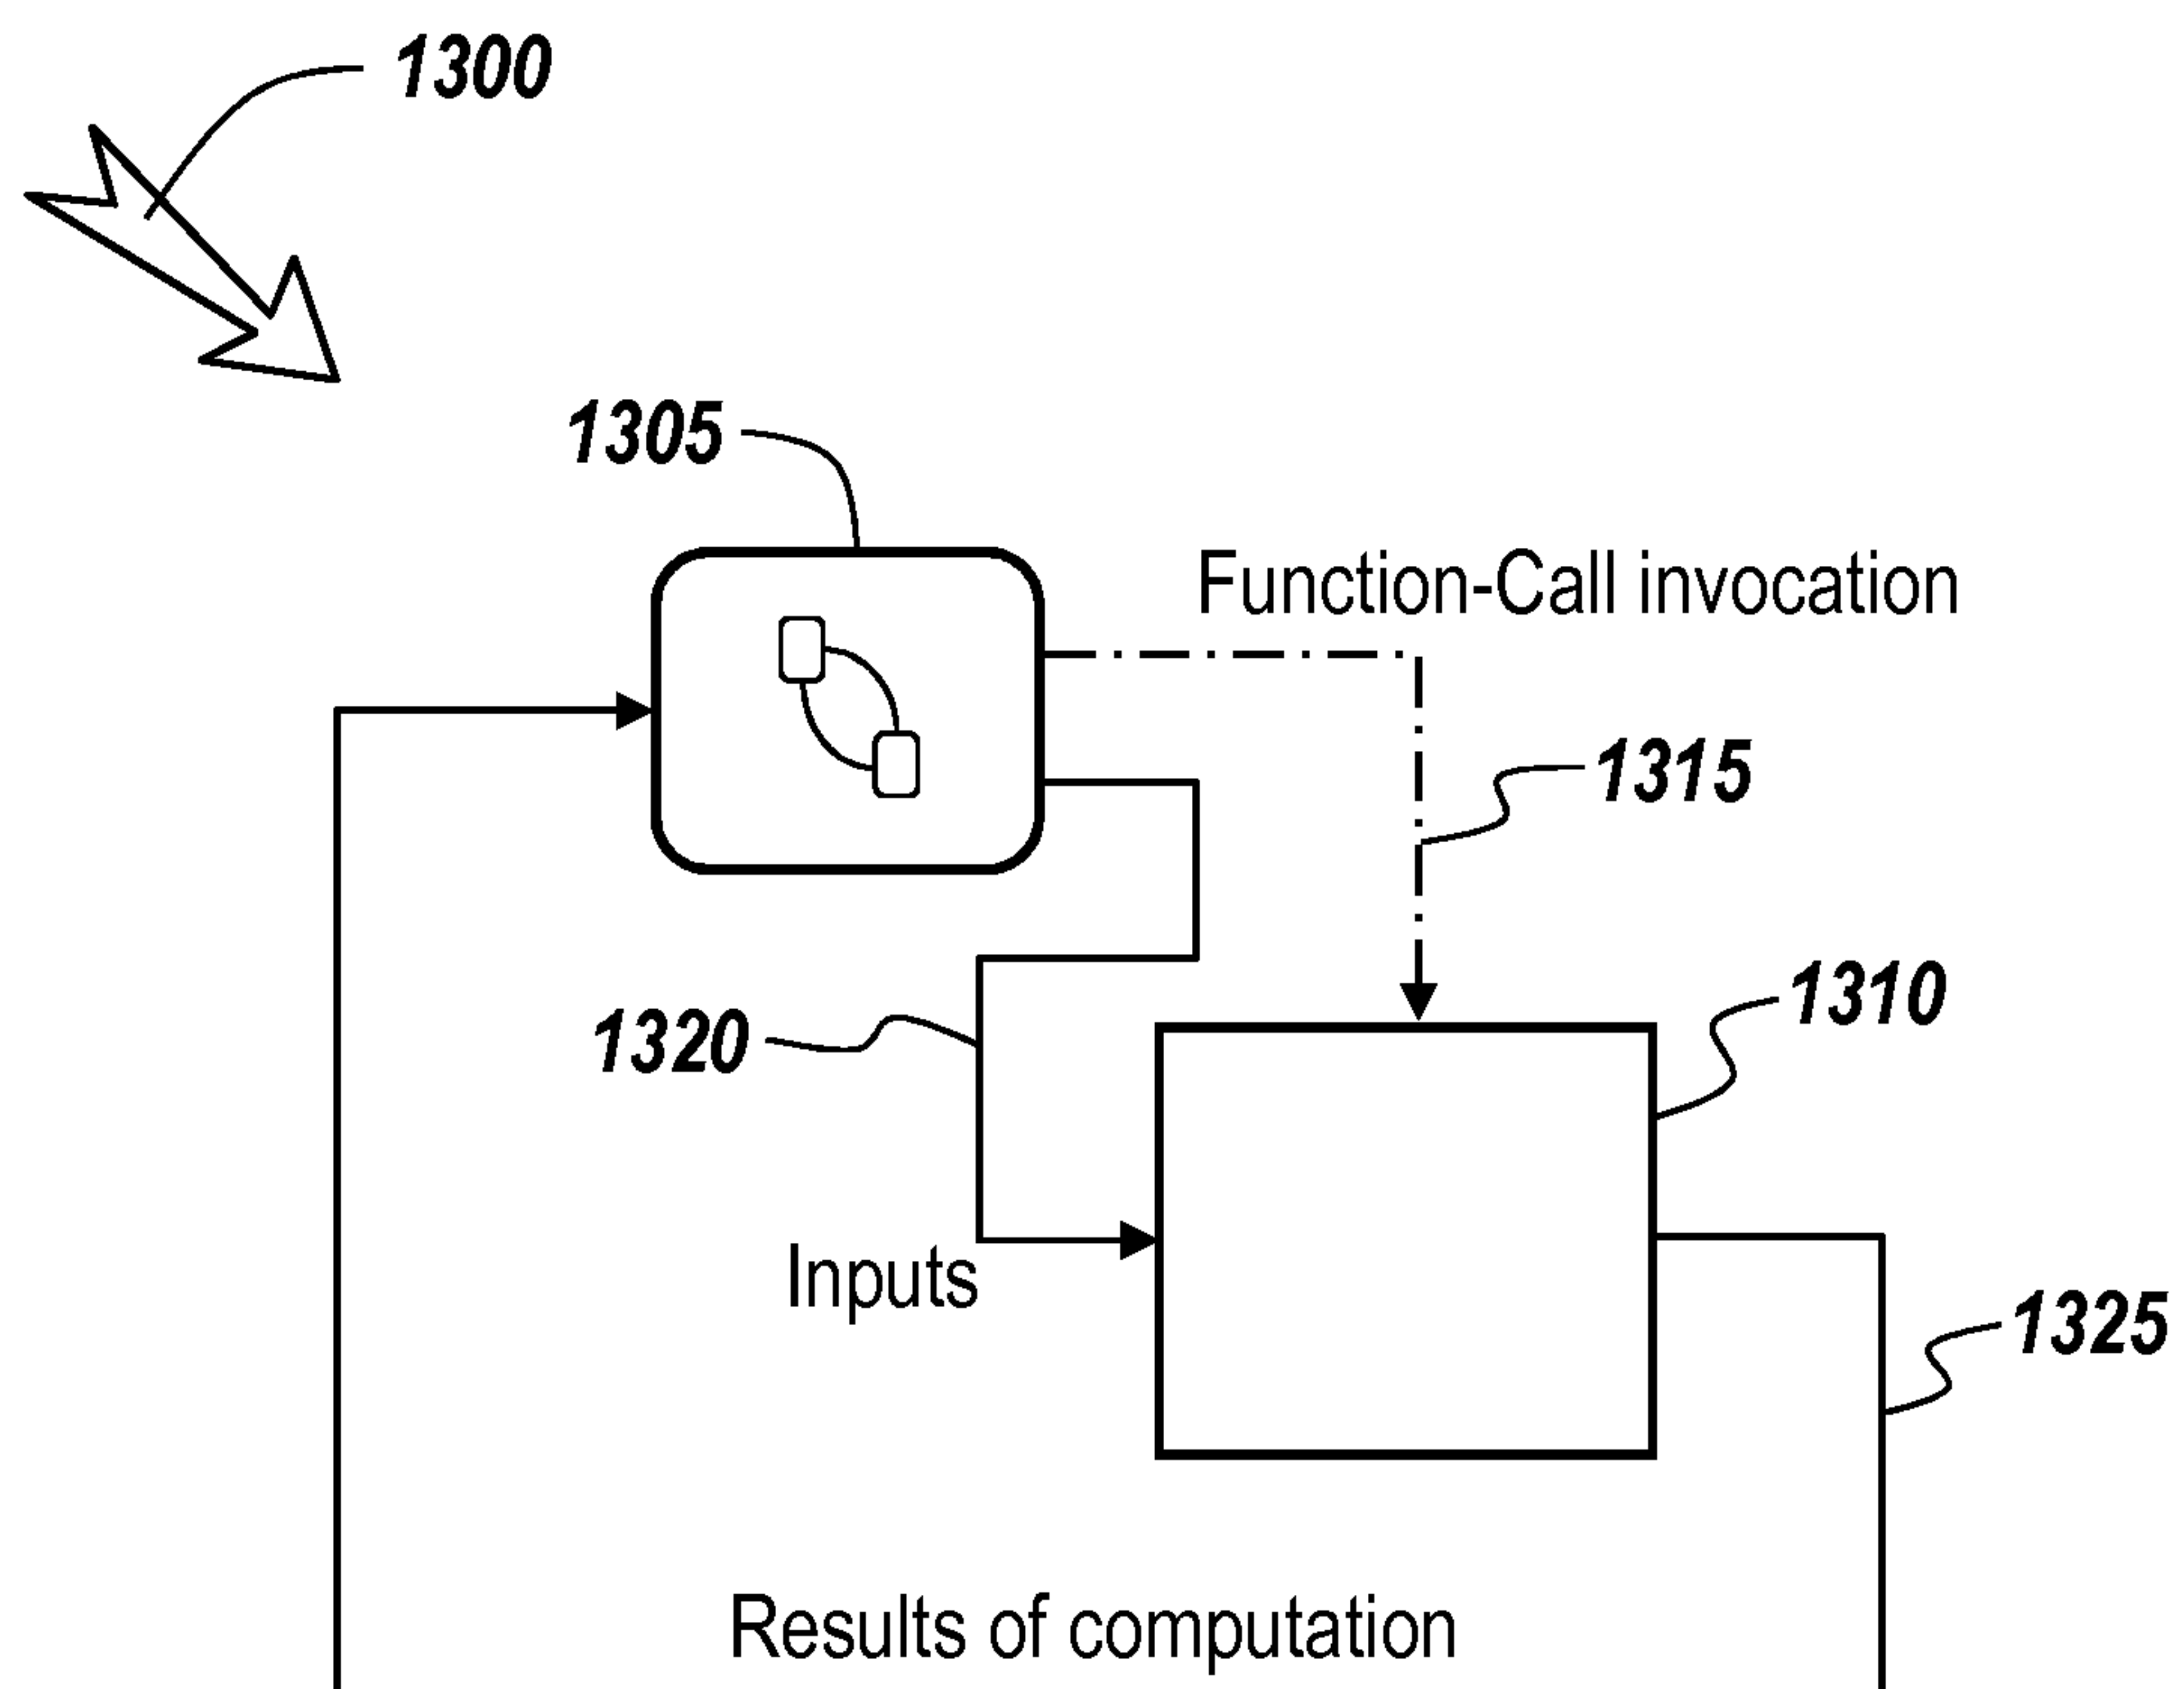 1300
1305
Function-Call invocation
1315
1310
1320
Inputs
1325
Results of computation